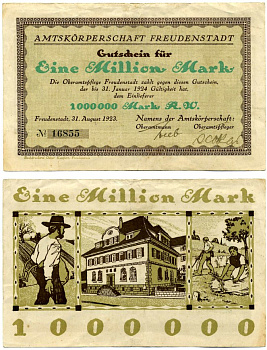 AMTSKÖRPERSCHAFT FREUDENSTADT
Gutschein für
Eine Million Mark
Die Oberamtspflege Freudenstadt zahlt gegen diesen Gutschein,
der bis 31. Januar 1924 Gültigkeit hat, dem Einlieferer
1000000 Mark R.W.
Freudenstadt, 31. August 1923.
Namens der Amtskörperschaft:
Oberamtmann Oberamtspfleger
№ 16855
Eine Million Mark
1000000